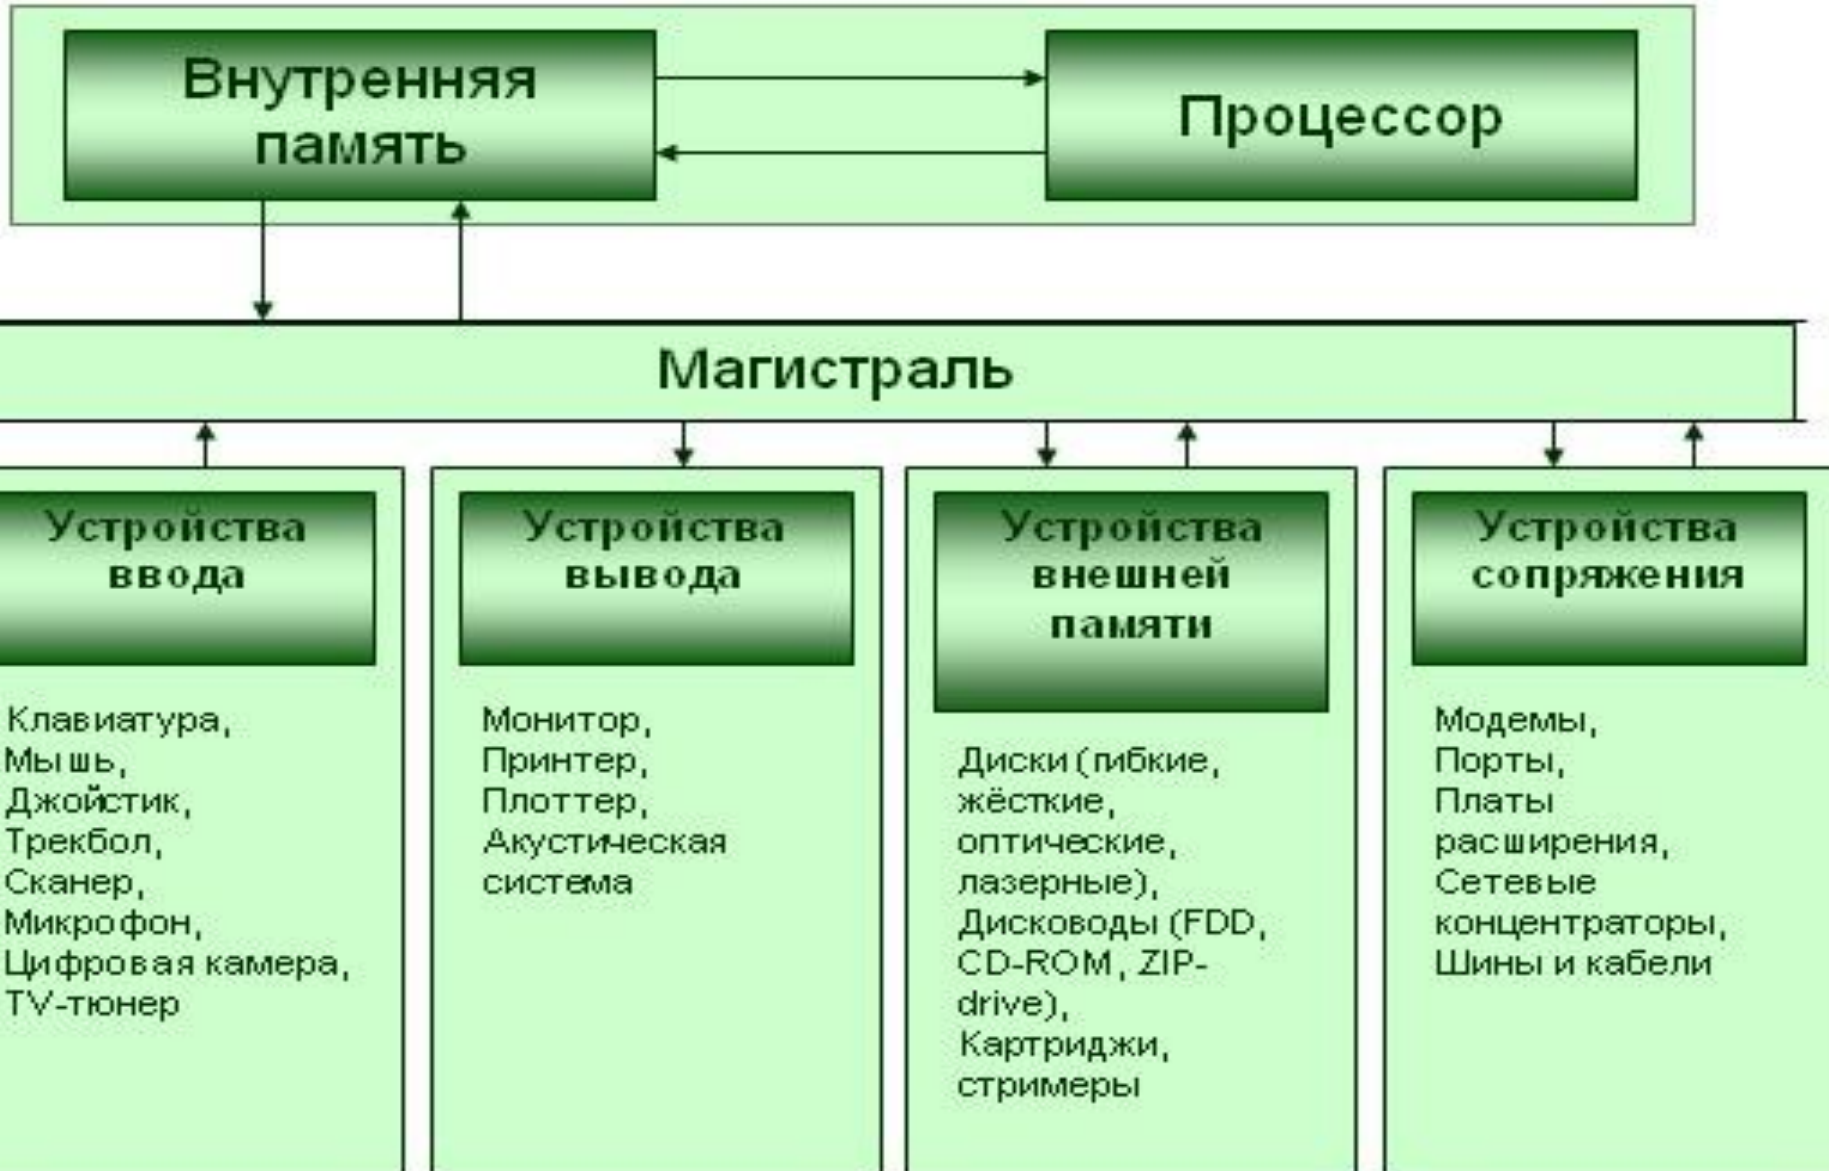 Внутренняя
память
Процессор
Магистраль
Устройства
ввода
Клавиатура,
Мышь,
Джойстик,
Трекбол,
Сканер,
Микрофон,
Цифровая камера,
TV-тюнер
Устройства
вывода
Монитор,
Принтер,
Плоттер,
Акустическая
система
Устройства
внешней
памяти
Диски (гибкие,
жёсткие,
оптические,
лазерные),
Дисководы (FDD,
CD-ROM, ZIP-
drive),
Картриджи,
стримеры
Устройства
сопряжения
Модемы,
Порты,
Платы
расширения,
Сетевые
концентраторы,
Шины и кабели